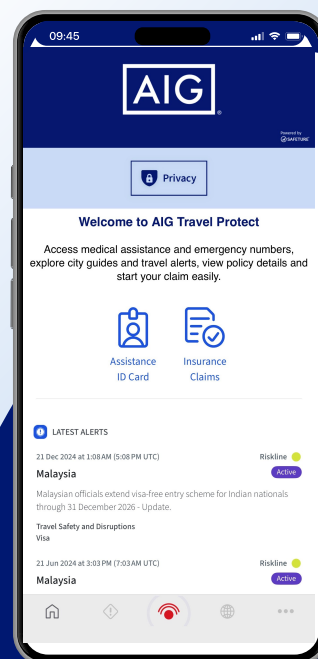 09:45
AIG
Powered by
SAFETURE
Privacy
Welcome to AIG Travel Protect
Access medical assistance and emergency numbers,
explore city guides and travel alerts, view policy details and
start your claim easily.
Assistance
ID Card
Insurance
Claims
LATEST ALERTS
21 Dec 2024 at 1:08 AM (5:08 PM UTC)
Riskline
Malaysia
Active
Malaysian officials extend visa-free entry scheme for Indian nationals
through 31 December 2026 - Update.
Travel Safety and Disruptions
Visa
21 Jun 2024 at 3:03 PM (7:03 AM UTC)
Riskline
Malaysia
Active